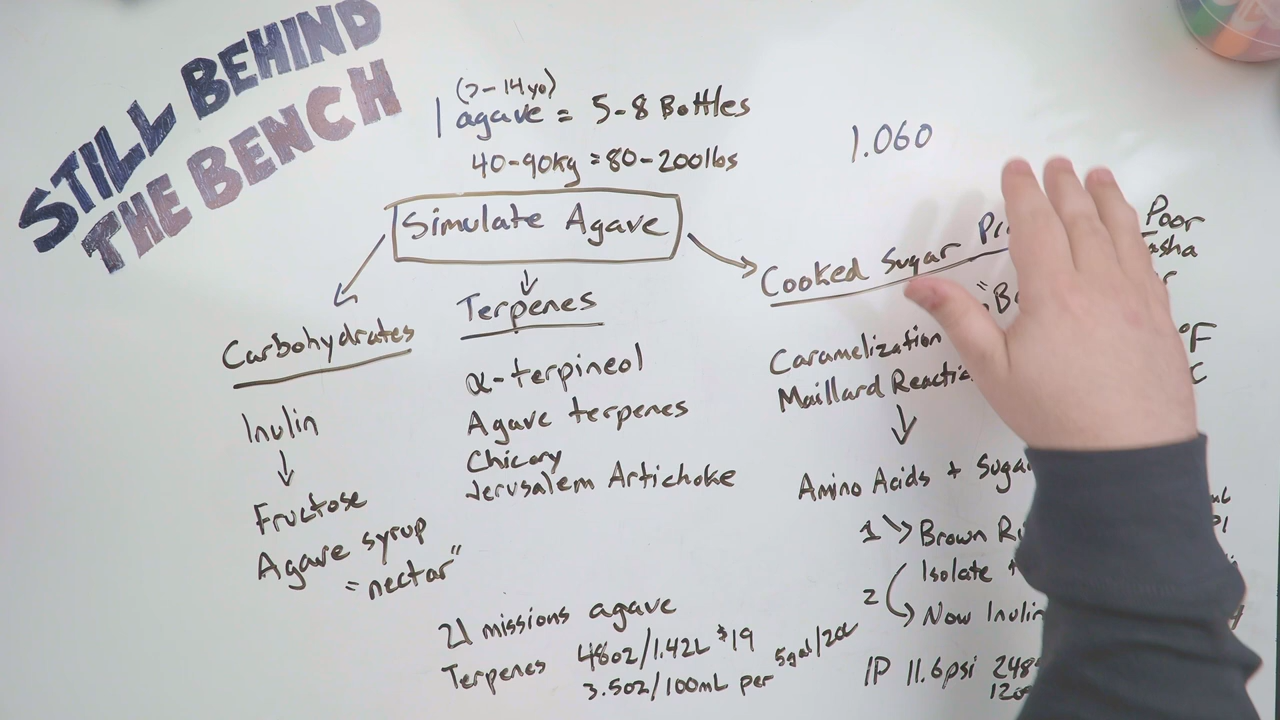 STILL BEHIND
THE BENCH
(7-14yo)
1 agave = 5-8 Bottles
40-90kg = 80-200lbs
1.060
Simulate Agave
Carbohydrates
Inulin
Fructose
Agave syrup
= nectar"
Terpenes
α-terpineol
Agave terpenes
Chicory
Jerusalem Artichoke
Cooked Sugar
Poor
Caramelization
°F
Maillard
C
Amino Acids +
1 Brown
Isolate
2
Now
IP 11.6psi
21 missions agave
Terpenes 48oz/1.42L $19
3.5oz/100mL per 5gal/20L